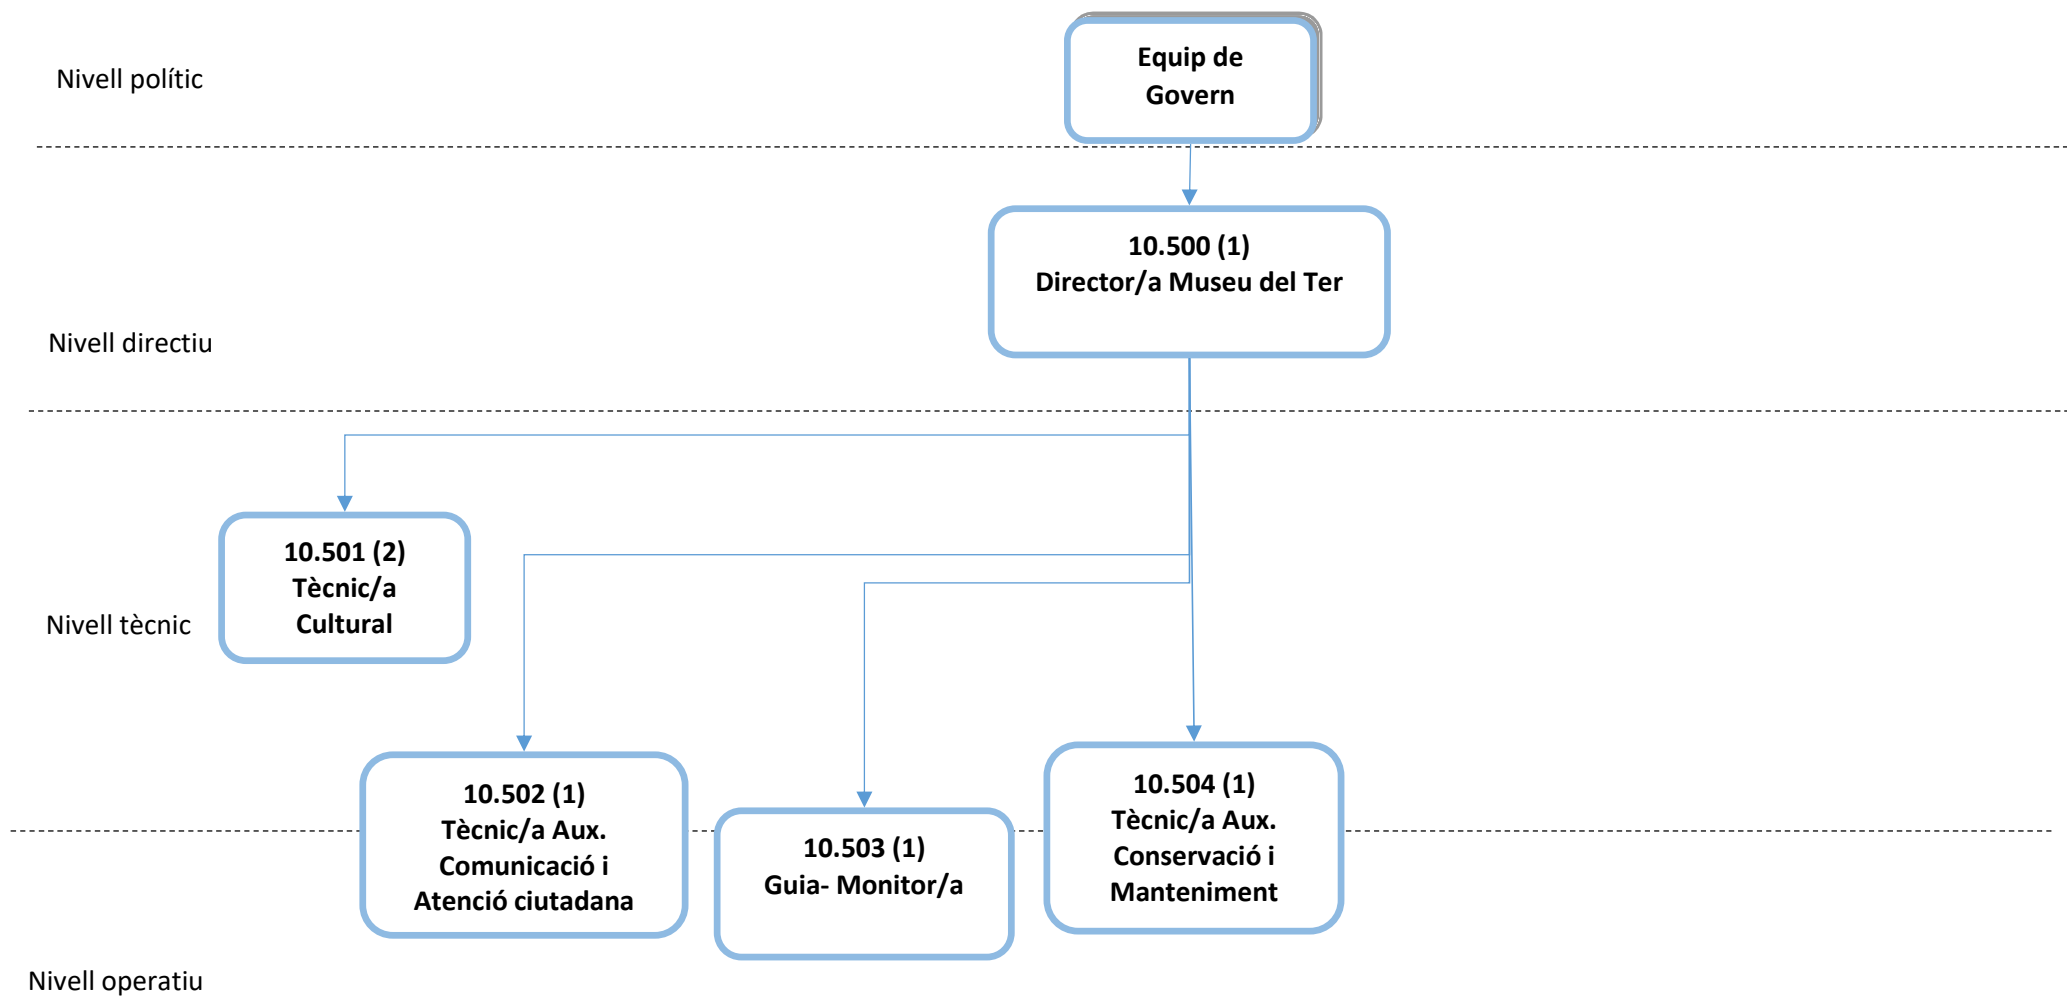 Nivell polític
Equip de
Govern
10.500 (1)
Director/a Museu del Ter
Nivell directiu
10.501 (2)
Tècnic/a
Cultural
Nivell tècnic
10.502 (1)
Tècnic/a Aux.
Comunicació i
Atenció ciutadana
10.503 (1)
Guia- Monitor/a
10.504 (1)
Tècnic/a Aux.
Conservació i
Manteniment
Nivell operatiu